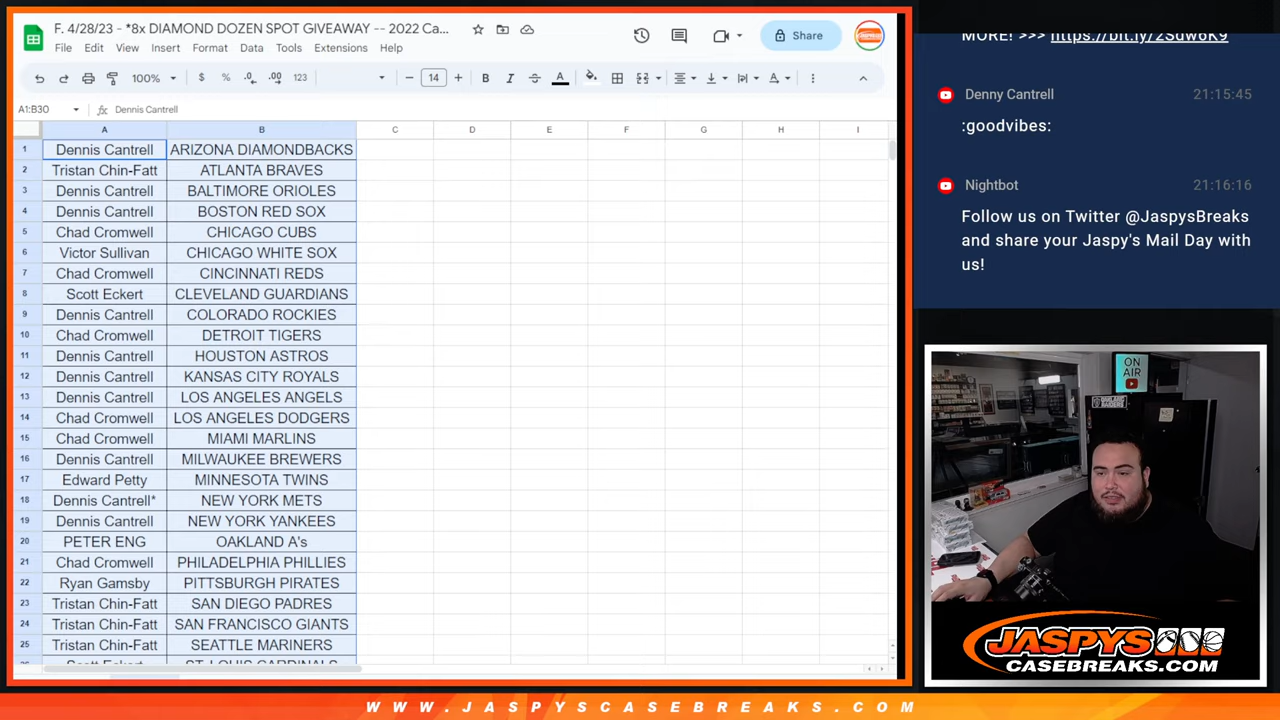 F. 4/28/23 - *8x DIAMOND DOZEN SPOT GIVEAWAY -- 2022 Ca...
File Edit View Insert Format Data Tools Extensions Help
Share
100% $ % .0 .00 123 14 B I A
A1:B30 fx Dennis Cantrell
A B C D E F G H I
1 Dennis Cantrell ARIZONA DIAMONDBACKS
2 Tristan Chin-Fatt ATLANTA BRAVES
3 Dennis Cantrell BALTIMORE ORIOLES
4 Dennis Cantrell BOSTON RED SOX
5 Chad Cromwell CHICAGO CUBS
6 Victor Sullivan CHICAGO WHITE SOX
7 Chad Cromwell CINCINNATI REDS
8 Scott Eckert CLEVELAND GUARDIANS
9 Dennis Cantrell COLORADO ROCKIES
10 Chad Cromwell DETROIT TIGERS
11 Dennis Cantrell HOUSTON ASTROS
12 Dennis Cantrell KANSAS CITY ROYALS
13 Dennis Cantrell LOS ANGELES ANGELS
14 Chad Cromwell LOS ANGELES DODGERS
15 Chad Cromwell MIAMI MARLINS
16 Dennis Cantrell MILWAUKEE BREWERS
17 Edward Petty MINNESOTA TWINS
18 Dennis Cantrell* NEW YORK METS
19 Dennis Cantrell NEW YORK YANKEES
20 PETER ENG OAKLAND A's
21 Chad Cromwell PHILADELPHIA PHILLIES
22 Ryan Gamsby PITTSBURGH PIRATES
23 Tristan Chin-Fatt SAN DIEGO PADRES
24 Tristan Chin-Fatt SAN FRANCISCO GIANTS
25 Tristan Chin-Fatt SEATTLE MARINERS
Scott Eckert ST. LOUIS CARDINALS
MORE! >>> https://bit.ly/2Sdw6K9
Denny Cantrell 21:15:45
:goodvibes:
Nightbot 21:16:16
Follow us on Twitter @JaspysBreaks
and share your Jaspy's Mail Day with
us!
ON
AIR
JASPYS
CASEBREAKS.COM
WWW.JASPYSCASEBREAKS.COM